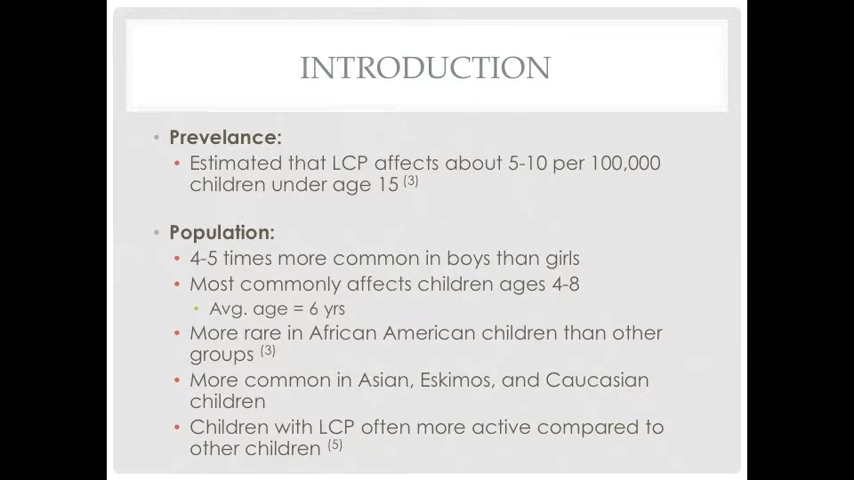 INTRODUCTION
• Prevelance:
• Estimated that LCP affects about 5-10 per 100,000
children under age 15 (3)
• Population:
• 4-5 times more common in boys than girls
• Most commonly affects children ages 4-8
• Avg. age = 6 yrs
• More rare in African American children than other
groups (3)
• More common in Asian, Eskimos, and Caucasian
children
• Children with LCP often more active compared to
other children (5)